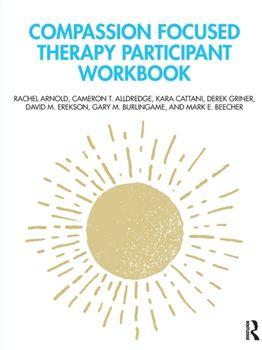 COMPASSION FOCUSED
THERAPY PARTICIPANT
WORKBOOK
RACHEL ARNOLD, CAMERON T. ALLDREDGE, KARA CATTANI, DEREK GRINER,
DAVID M. EREKSON, GARY M. BURLINGAME, AND MARK E. BEECHER
ROUTLEDGE